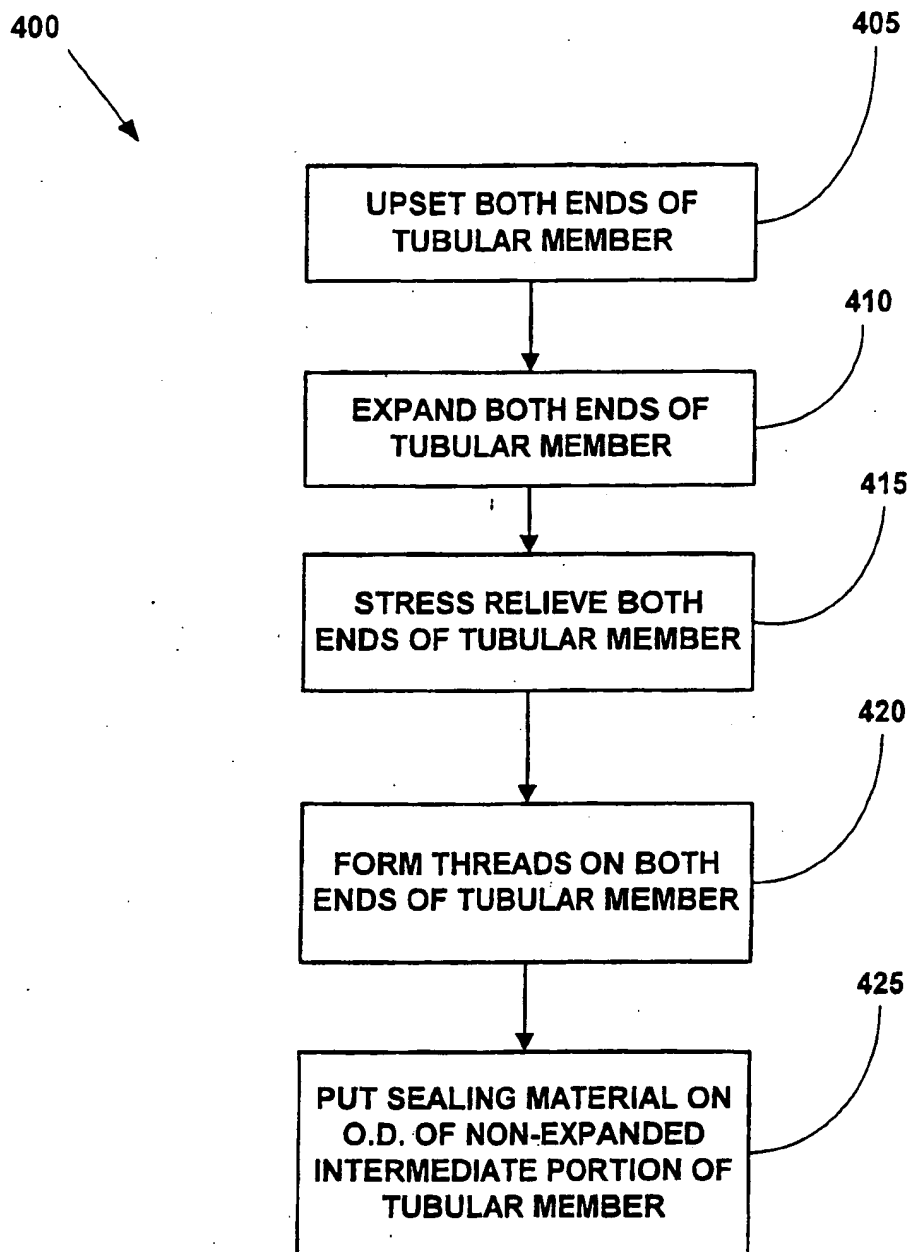 400
405
UPSET BOTH ENDS OF
TUBULAR MEMBER
410
EXPAND BOTH ENDS OF
TUBULAR MEMBER
415
STRESS RELIEVE BOTH
ENDS OF TUBULAR MEMBER
420
FORM THREADS ON BOTH
ENDS OF TUBULAR MEMBER
425
PUT SEALING MATERIAL ON
O.D. OF NON-EXPANDED
INTERMEDIATE PORTION OF
TUBULAR MEMBER